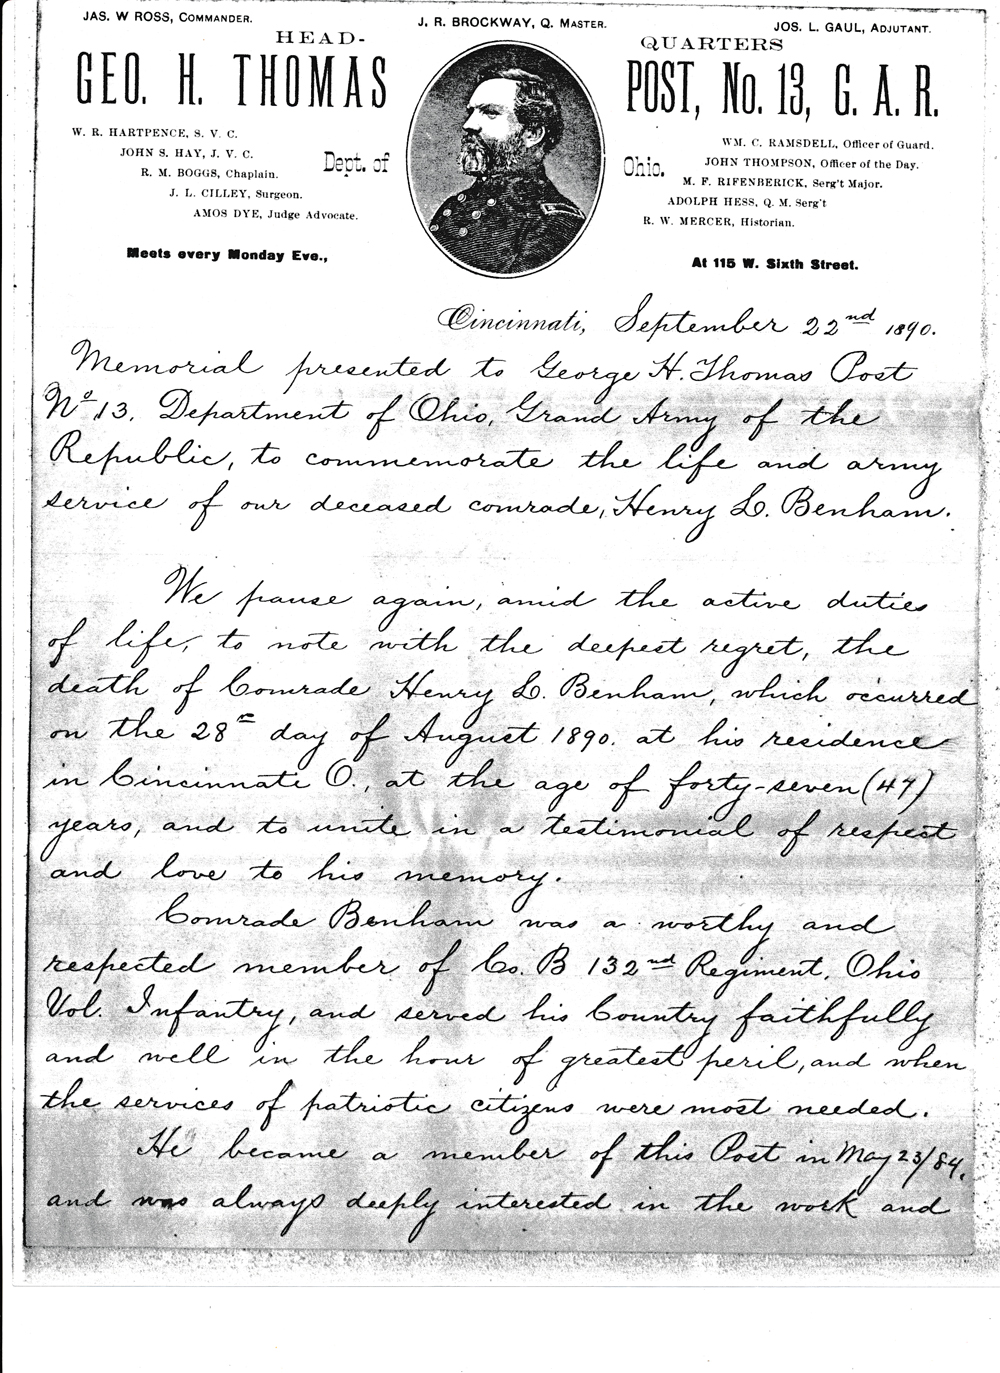 JAS. W ROSS, COMMANDER.
J. R. BROCKWAY, Q. MASTER.
JOS. L. GAUL, ADJUTANT.
HEAD-QUARTERS
GEO. H. THOMAS POST, No. 13, G. A. R.
Dept. of Ohio.
W. R. HARTPENCE, S. V. C.
JOHN S. HAY, J. V. C.
R. M. BOGGS, Chaplain.
J. L. CILLEY, Surgeon.
AMOS DYE, Judge Advocate.
WM. C. RAMSDELL, Officer of Guard.
JOHN THOMPSON, Officer of the Day.
M. F. RIFENBERICK, Serg't Major.
ADOLPH HESS, Q. M. Serg't
R. W. MERCER, Historian.
Meets every Monday Eve.,
At 115 W. Sixth Street.
Cincinnati, September 22nd 1890.
Memorial presented to George H. Thomas Post
No 13. Department of Ohio, Grand Army of the
Republic, to commemorate the life and army
service of our deceased comrade, Henry L. Benham.
We pause again, amid the active duties
of life, to note with the deepest regret, the
death of Comrade Henry L. Benham, which occurred
on the 28th day of August 1890. at his residence
in Cincinnati O., at the age of forty-seven (47)
years, and to unite in a testimonial of respect
and love to his memory.
Comrade Benham was a worthy and
respected member of Co. B 132nd Regiment, Ohio
Vol. Infantry, and served his Country faithfully
and well in the hour of greatest peril, and when
the services of patriotic citizens were most needed.
He became a member of this Post in May 23/84,
and was always deeply interested in the work and